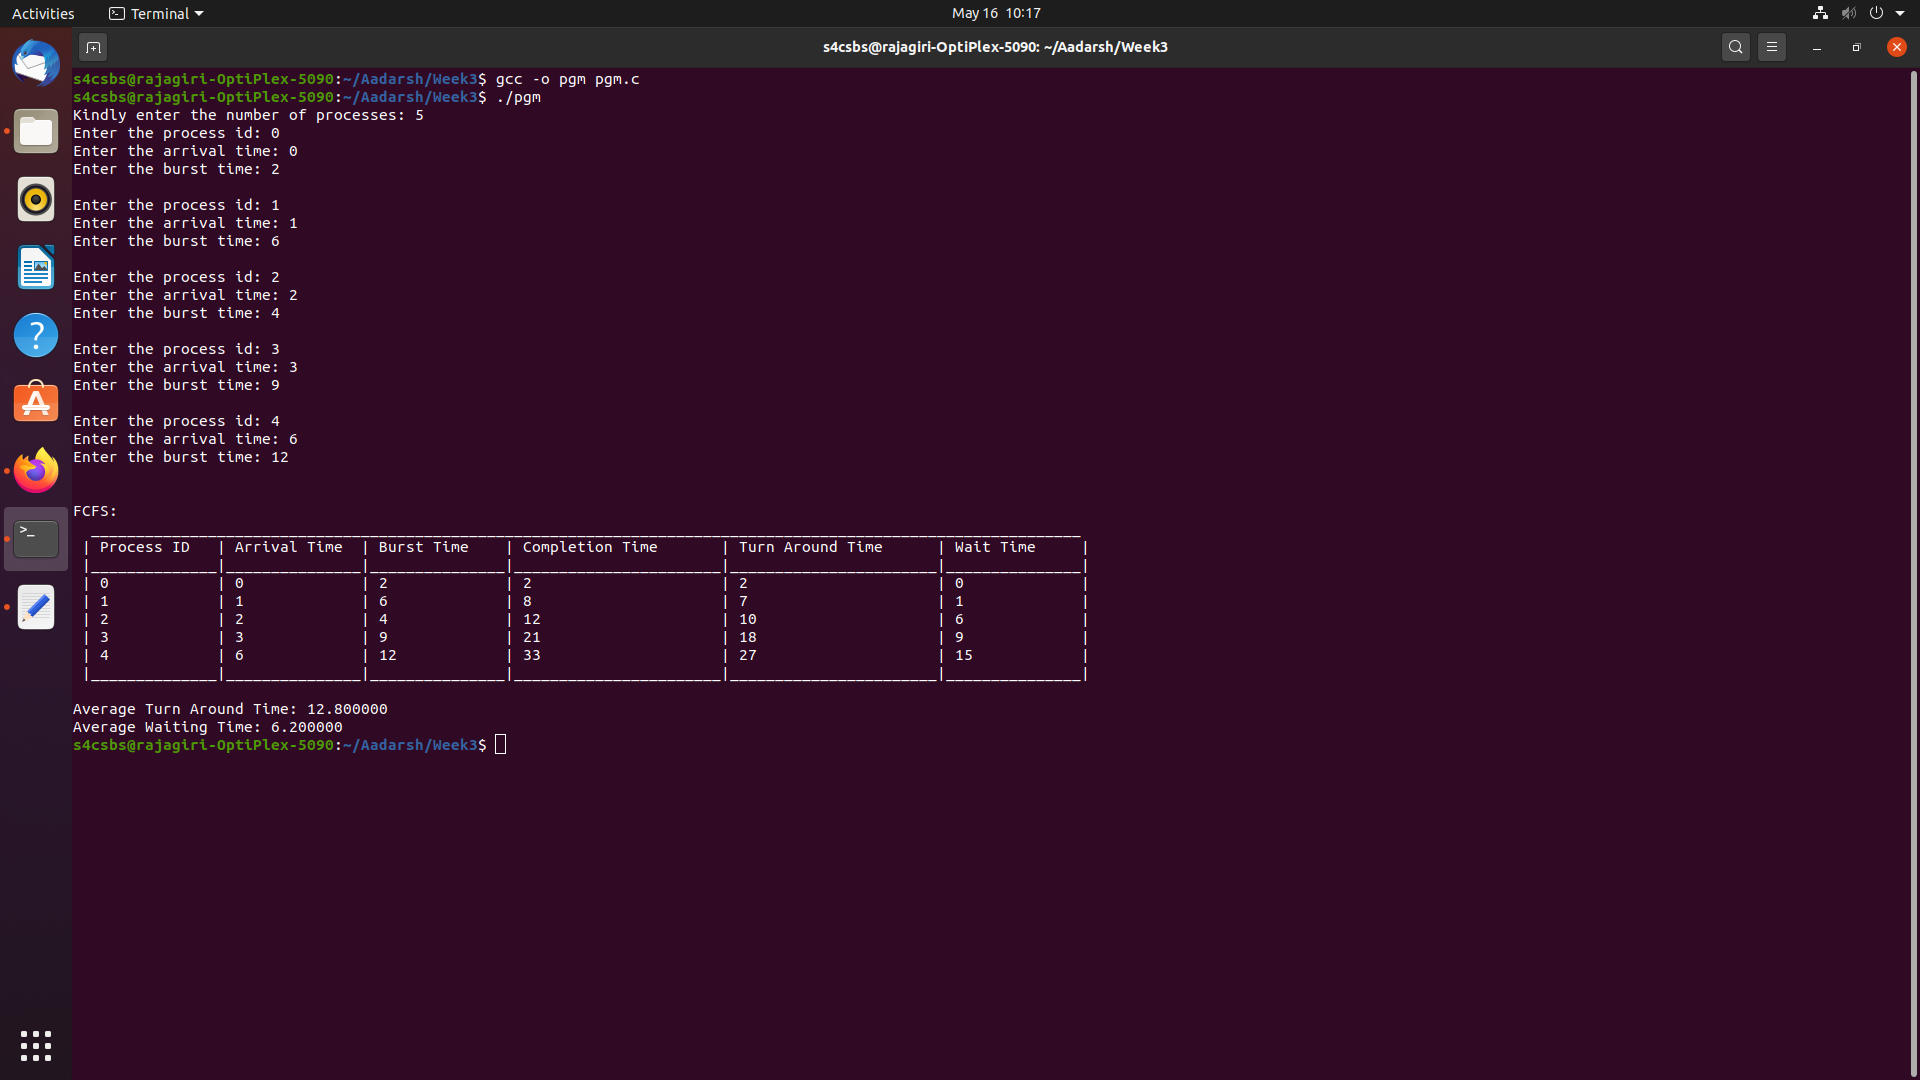 Activities
Terminal
May 16 10:17
s4csbs@rajagiri-OptiPlex-5090: ~/Aadarsh/Week3
s4csbs@rajagiri-OptiPlex-5090:~/Aadarsh/Week3$ gcc -o pgm pgm.c
s4csbs@rajagiri-OptiPlex-5090:~/Aadarsh/Week3$ ./pgm
Kindly enter the number of processes: 5
Enter the process id: 0
Enter the arrival time: 0
Enter the burst time: 2
Enter the process id: 1
Enter the arrival time: 1
Enter the burst time: 6
Enter the process id: 2
Enter the arrival time: 2
Enter the burst time: 4
Enter the process id: 3
Enter the arrival time: 3
Enter the burst time: 9
Enter the process id: 4
Enter the arrival time: 6
Enter the burst time: 12
FCFS:
| Process ID | Arrival Time | Burst Time | Completion Time | Turn Around Time | Wait Time |
| 0 | 0 | 2 | 2 | 2 | 0 |
| 1 | 1 | 6 | 8 | 7 | 1 |
| 2 | 2 | 4 | 12 | 10 | 6 |
| 3 | 3 | 9 | 21 | 18 | 9 |
| 4 | 6 | 12 | 33 | 27 | 15 |
Average Turn Around Time: 12.800000
Average Waiting Time: 6.200000
s4csbs@rajagiri-OptiPlex-5090:~/Aadarsh/Week3$